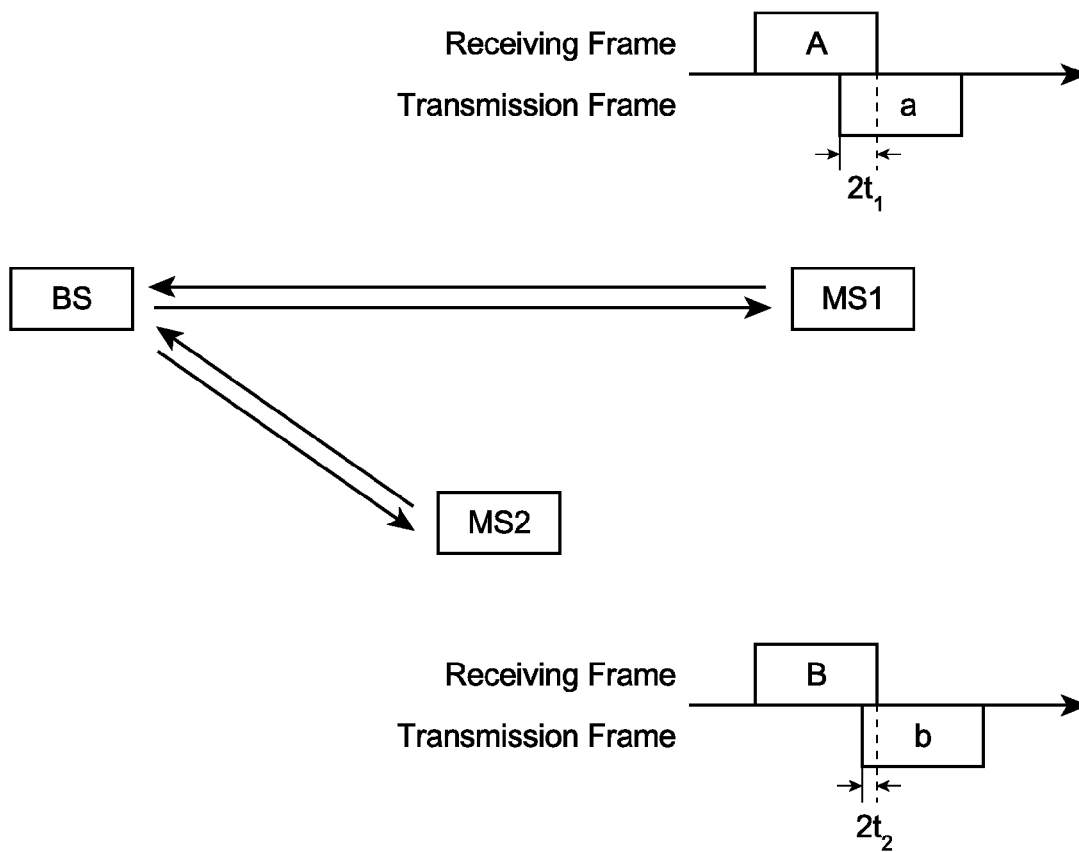 Receiving Frame A
Transmission Frame a
2t₁
BS MS1
MS2
Receiving Frame B
Transmission Frame b
2t₂